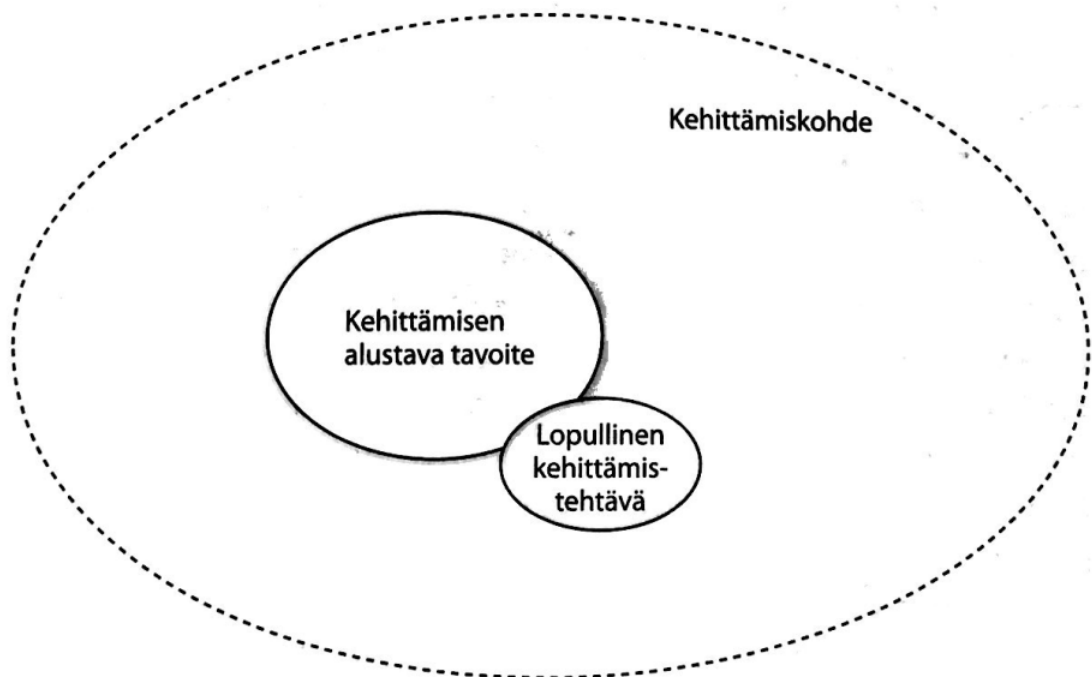 Kehittämiskohde
Kehittämisen
alustava tavoite
Lopullinen
kehittämis-
tehtävä